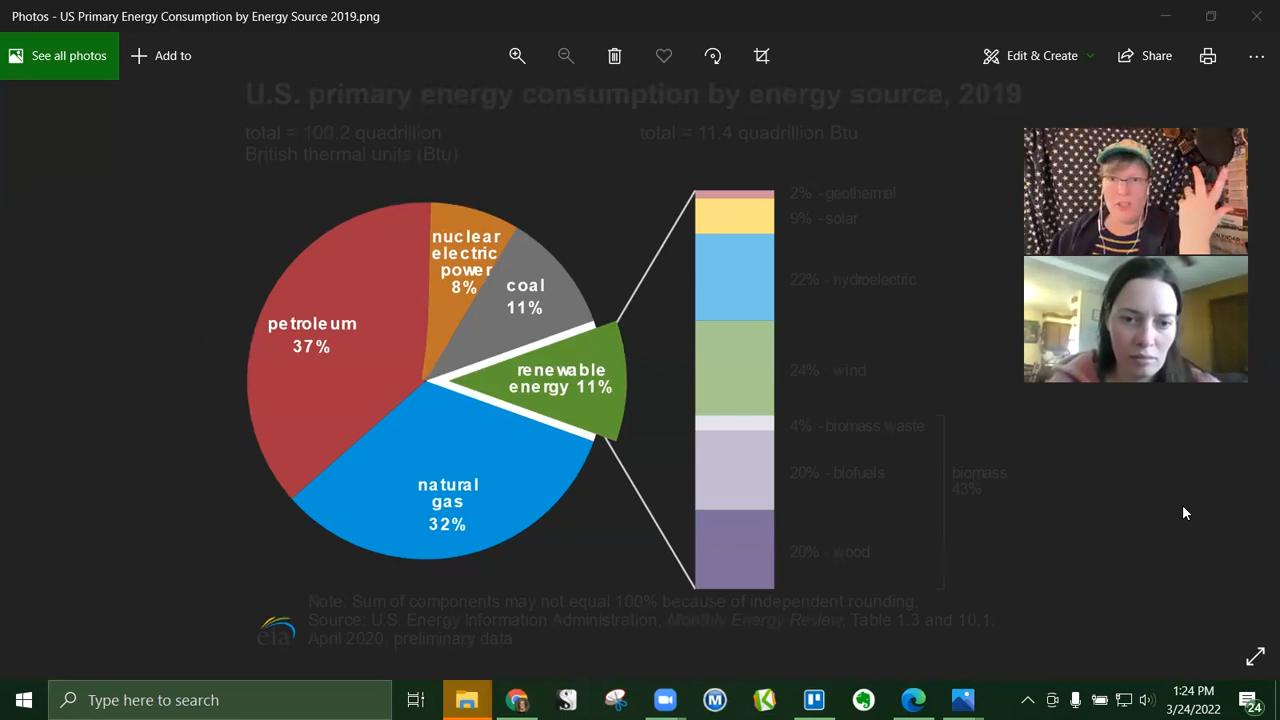 Photos - US Primary Energy Consumption by Energy Source 2019.png
See all photos
Add to
Edit & Create
Share
U.S. primary energy consumption by energy source, 2019
total = 100.2 quadrillion
British thermal units (Btu)
total = 11.4 quadrillion Btu
nuclear
electric
power
8%
coal
11%
petroleum
37%
renewable
energy 11%
natural
gas
32%
2% - geothermal
9% - solar
22% - hydroelectric
24% - wind
4% - biomass waste
20% - biofuels
20% - wood
biomass
43%
Note: Sum of components may not equal 100% because of independent rounding.
Source: U.S. Energy Information Administration, Monthly Energy Review, Table 1.3 and 10.1,
April 2020, preliminary data
eia
Type here to search
1:24 PM
3/24/2022
24